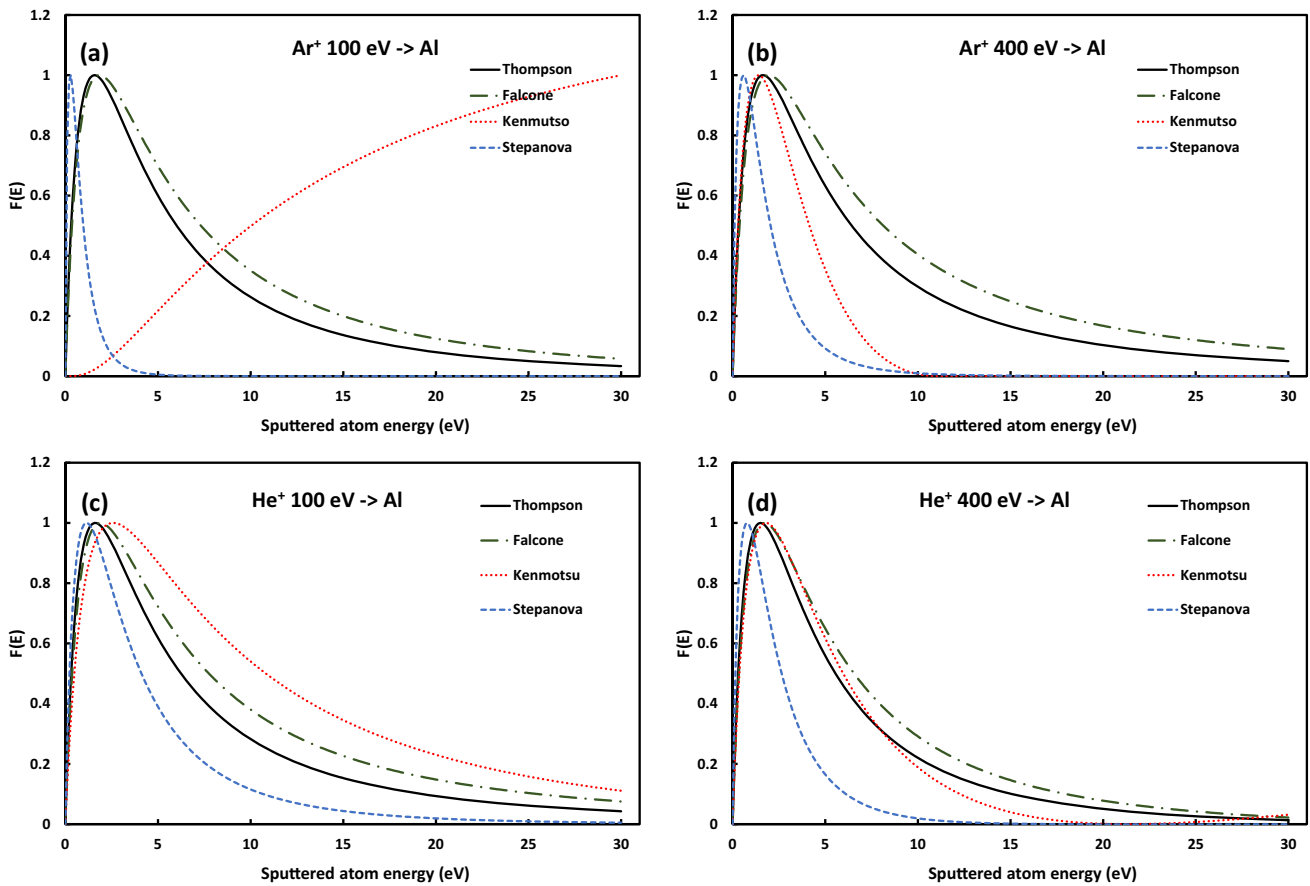 (a)
Ar⁺ 100 eV -> Al
Thompson
Falcone
Kenmutso
Stepanova
F(E)
1.2
1
0.8
0.6
0.4
0.2
0
0 5 10 15 20 25 30
Sputtered atom energy (eV)
(b)
Ar⁺ 400 eV -> Al
Thompson
Falcone
Kenmutso
Stepanova
F(E)
1.2
1
0.8
0.6
0.4
0.2
0
0 5 10 15 20 25 30
Sputtered atom energy (eV)
(c)
He⁺ 100 eV -> Al
Thompson
Falcone
Kenmotsu
Stepanova
F(E)
1.2
1
0.8
0.6
0.4
0.2
0
0 5 10 15 20 25 30
Sputtered atom energy (eV)
(d)
He⁺ 400 eV -> Al
Thompson
Falcone
Kenmotsu
Stepanova
F(E)
1.2
1
0.8
0.6
0.4
0.2
0
0 5 10 15 20 25 30
Sputtered atom energy (eV)